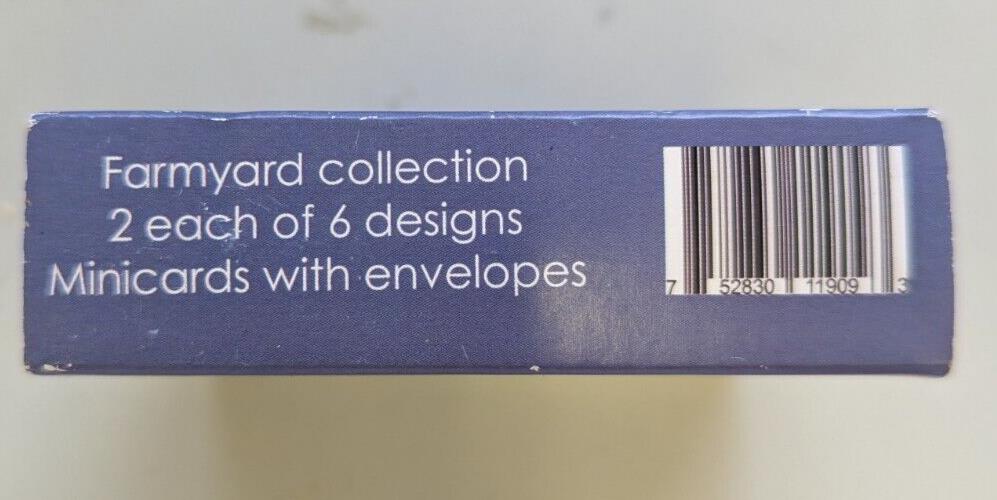 Farmyard collection
2 each of 6 designs
Minicards with envelopes
7 52830 11909 3